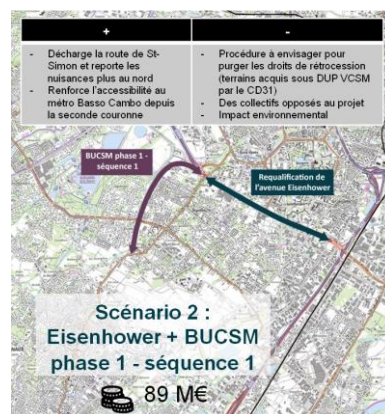 +
- Décharge la route de St-
Simon et reporte les
nuisances plus au nord
- Renforce l'accessibilité au
métro Basso Cambo depuis
la seconde couronne
-
- Procédure à envisager pour
purger les droits de rétrocession
(terrains acquis sous DUP VCSM
par le CD31)
- Des collectifs opposés au projet
- Impact environnemental
BUCSM phase 1 -
séquence 1
Requalification de
l'avenue Eisenhower
Scénario 2 :
Eisenhower + BUCSM
phase 1 - séquence 1
89 M€